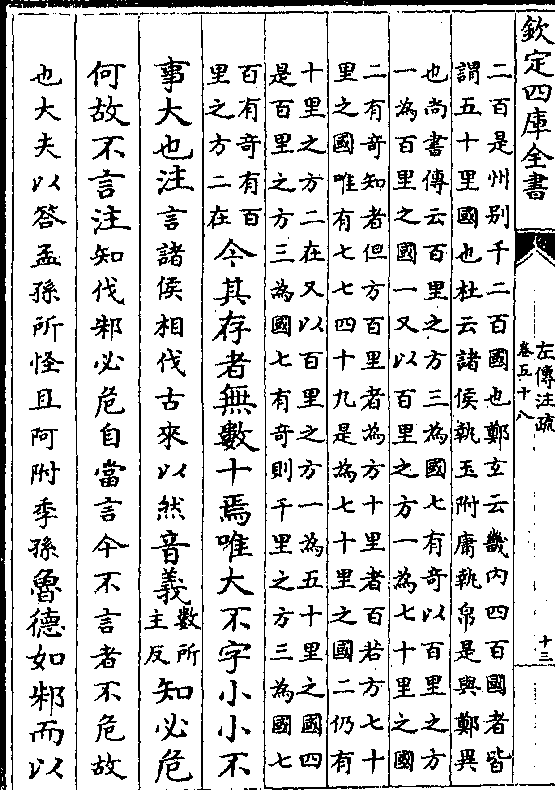 欽定四庫全書
左傳注疏
卷五十八
十三
二百是州别千二百國也鄭玄云畿内四百國者皆
謂五十里國也杜云諸侯執玉附庸執帛是與鄭異
也尚書傳云百里之方三為國七有奇以百里之方
一為百里之國一又以百里之方一為七十里之國
二有奇知者但方百里者為方十里者百若方七十
里之國唯有七七四十九是為七十里之國二仍有
十里之方二在又以百里之方一為五十里之國四
是百里之方三為國七有奇則千里之方三為國七
百有奇有百
里之方二在
今其存者無數十焉唯大不字小小不
事大也注言諸侯相伐古來以然音義
數所
主反
知必危
何故不言注知伐邾必危自當言今不言者不危故
也大夫以答孟孫所怪且阿附季孫魯德如邾而以